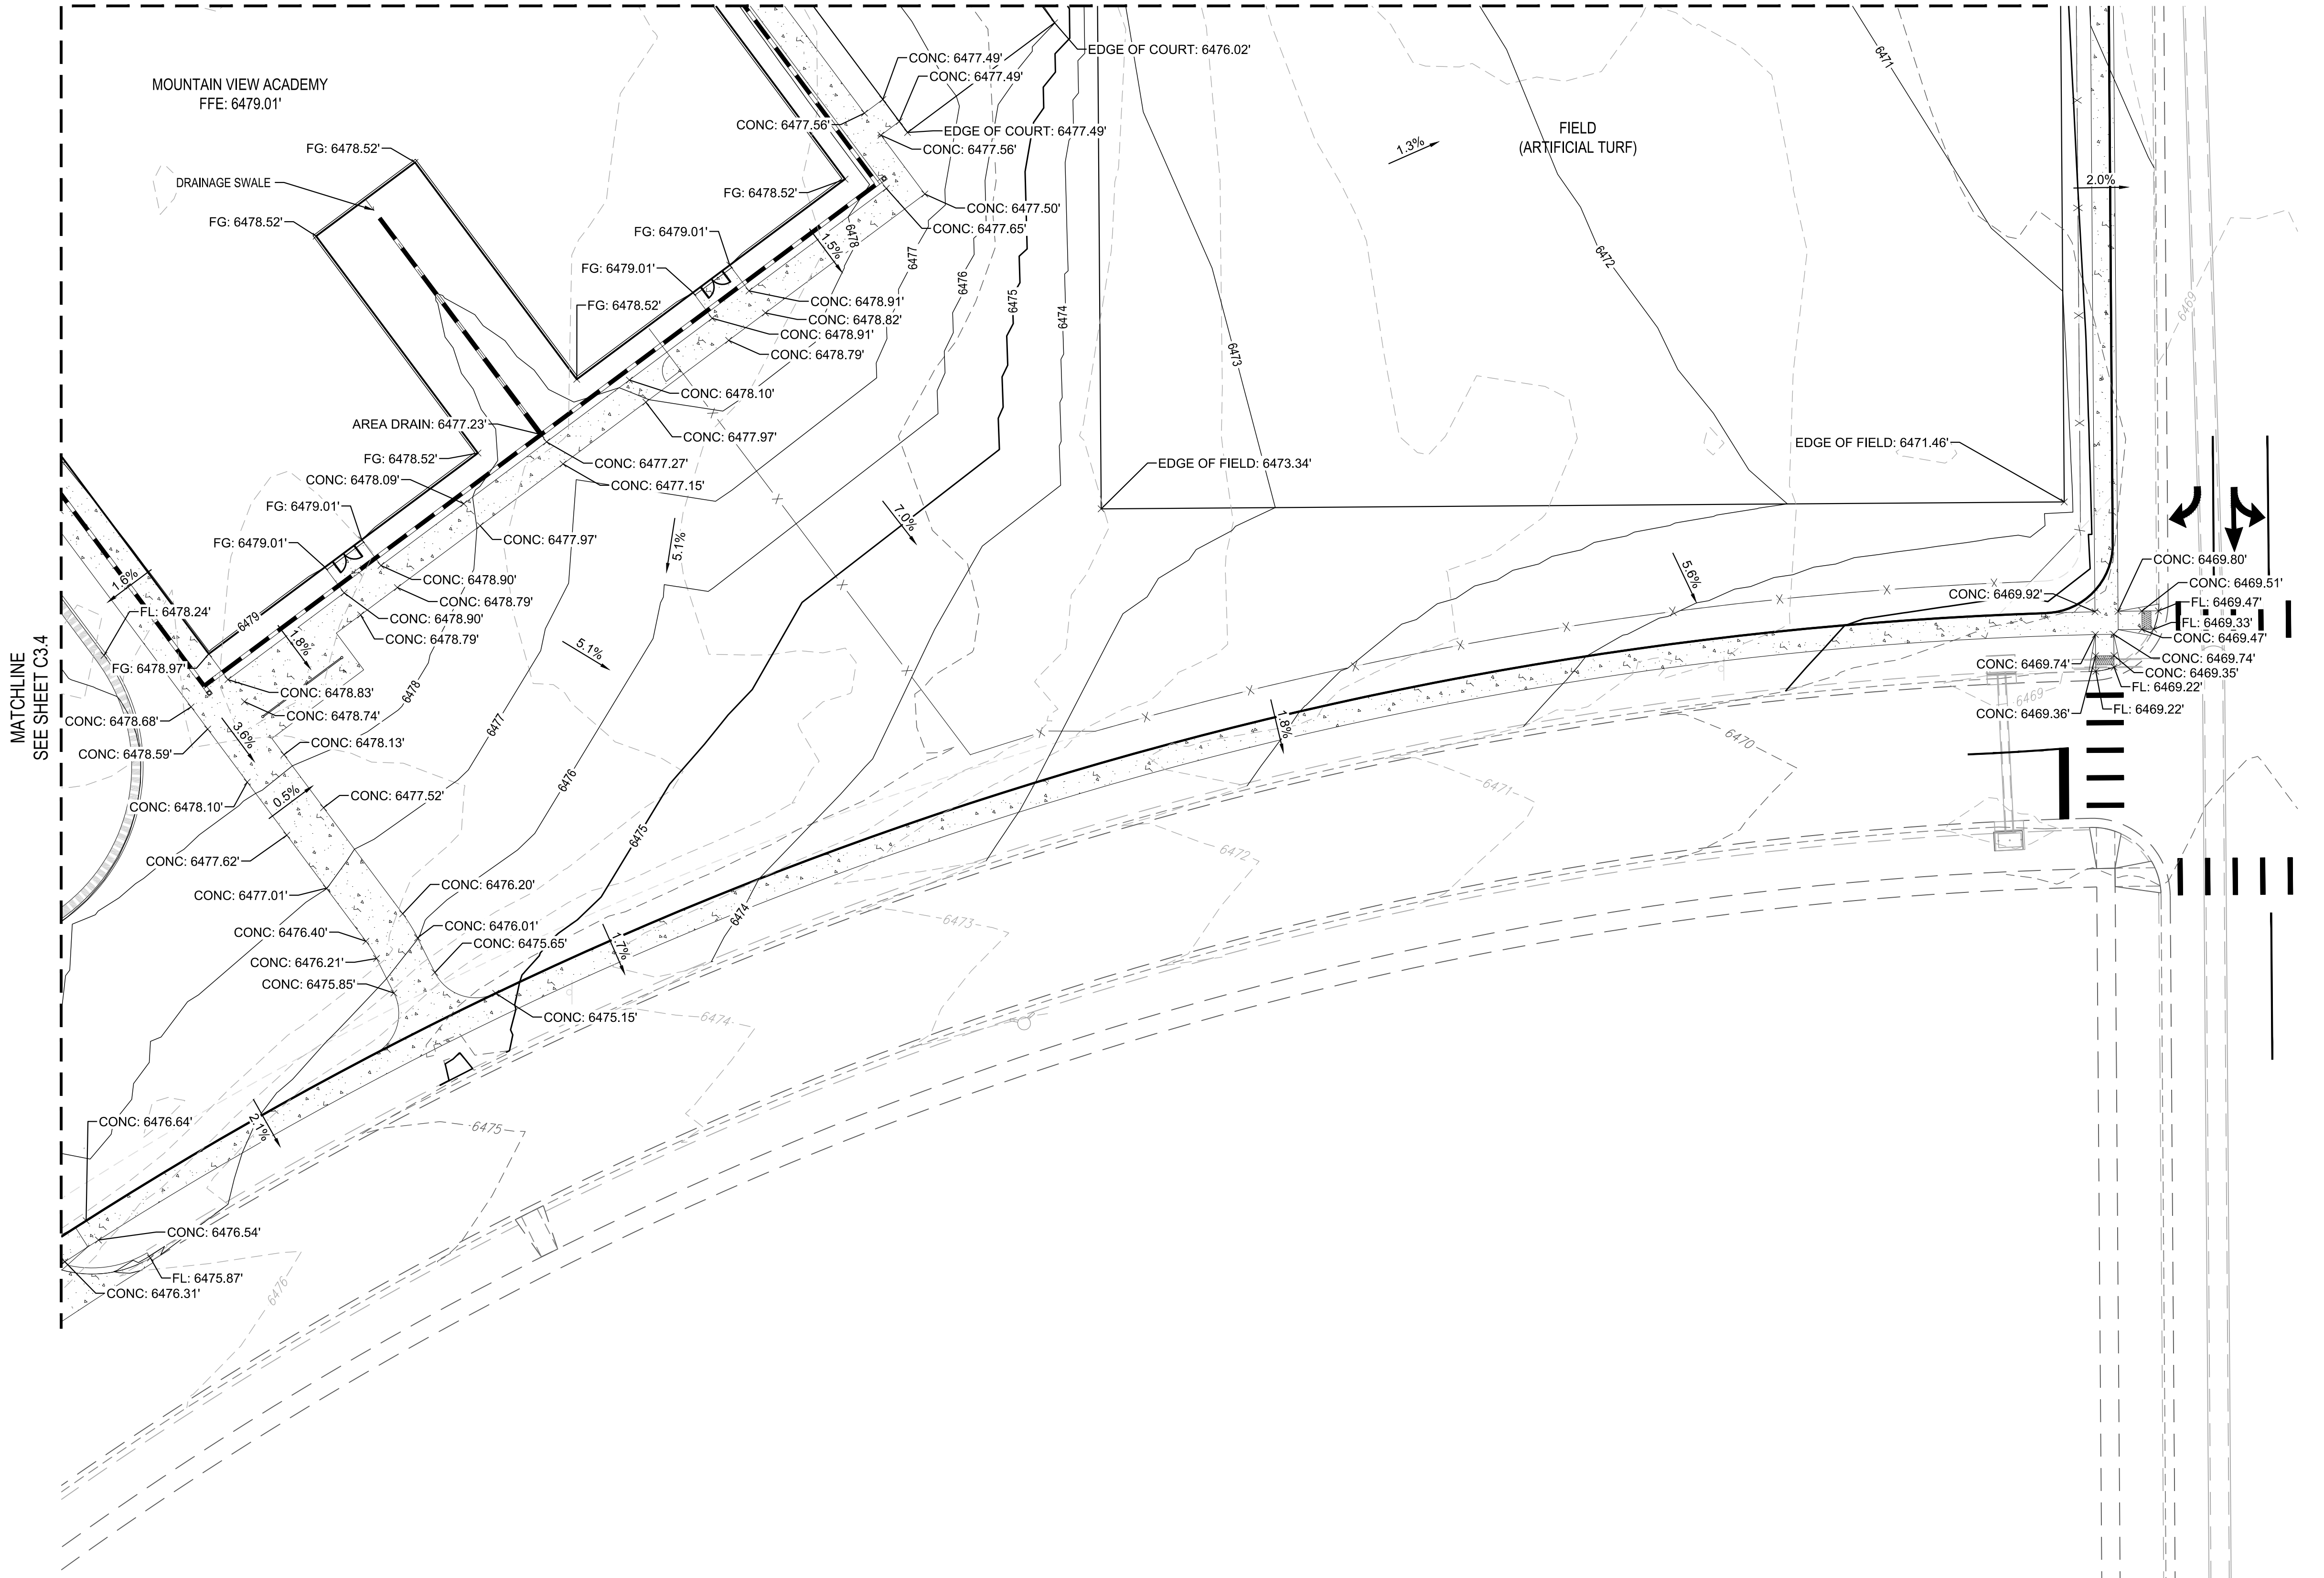 EDGE OF COURT: 6476.02'
CONC: 6477.49'
6471
CONC: 6477.49'
MOUNTAIN VIEW ACADEMY
FFE: 6479.01'
CONC: 6477.56'
EDGE OF COURT: 6477.49'
FIELD
(ARTIFICIAL TURF)
1.3%
FG: 6478.52'
CONC: 6477.56'
DRAINAGE SWALE
FG: 6478.52'
2.0%
CONC: 6477.50'
FG: 6478.52'
CONC: 6477.65'
FG: 6479.01'
6478
1.5%
6477
6472
FG: 6479.01'
6476
6475
CONC: 6478.91'
FG: 6478.52'
6469
CONC: 6478.82'
6474
CONC: 6478.91'
CONC: 6478.79'
6473
CONC: 6478.10'
AREA DRAIN: 6477.23'
CONC: 6477.97'
EDGE OF FIELD: 6471.46'
FG: 6478.52'
CONC: 6477.27'
EDGE OF FIELD: 6473.34'
CONC: 6478.09'
CONC: 6477.15'
FG: 6479.01'
7.0%
CONC: 6477.97'
FG: 6479.01'
5.1%
CONC: 6469.80'
1.6%
CONC: 6478.90'
5.6%
CONC: 6469.51'
CONC: 6469.92'
CONC: 6478.79'
FL: 6469.47'
FL: 6478.24'
CONC: 6478.90'
FL: 6469.33'
6479
CONC: 6478.79'
CONC: 6469.47'
1.8%
5.1%
MATCHLINE
SEE SHEET C3.4
FG: 6478.97'
CONC: 6469.74'
CONC: 6469.74'
CONC: 6469.35'
CONC: 6478.83'
6478
FL: 6469.22'
6469
FL: 6469.22'
CONC: 6469.36'
CONC: 6478.74'
CONC: 6478.68'
3.6%
6477
1.8%
6470
CONC: 6478.13'
CONC: 6478.59'
6476
6471
CONC: 6477.52'
0.5%
CONC: 6478.10'
6475
6472
CONC: 6477.62'
CONC: 6476.20'
CONC: 6477.01'
6474
6473
CONC: 6476.01'
CONC: 6476.40'
CONC: 6475.65'
1.7%
CONC: 6476.21'
CONC: 6475.85'
CONC: 6475.15'
6474
CONC: 6476.64'
2.1%
6475
CONC: 6476.54'
FL: 6475.87'
CONC: 6476.31'
6476